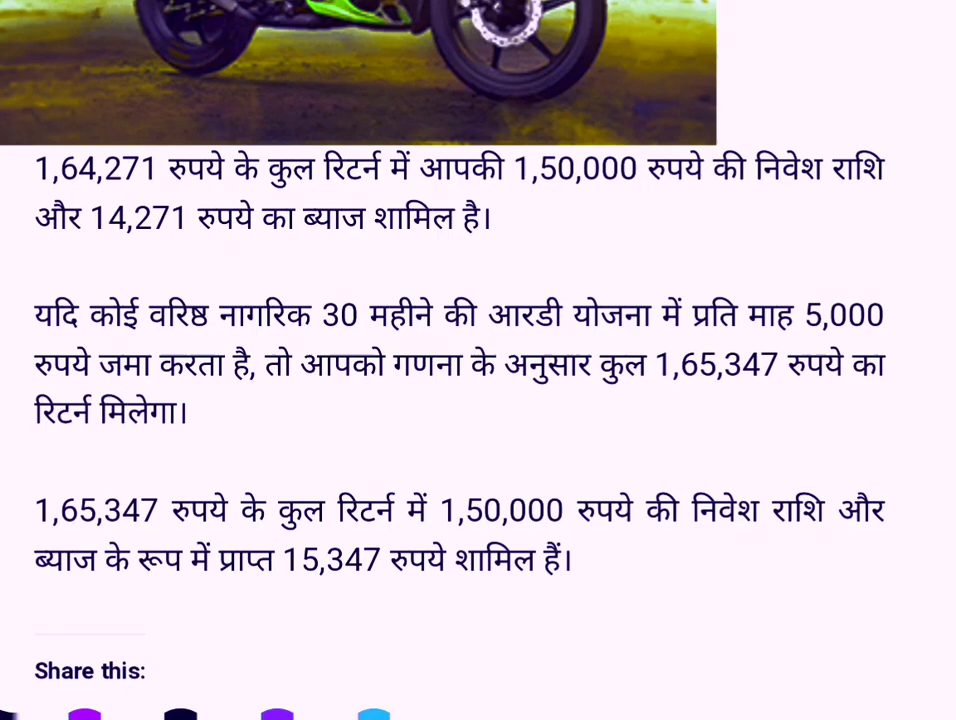 1,64,271 रुपये के कुल रिटर्न में आपकी 1,50,000 रुपये की निवेश राशि
और 14,271 रुपये का ब्याज शामिल है।
यदि कोई वरिष्ठ नागरिक 30 महीने की आरडी योजना में प्रति माह 5,000
रुपये जमा करता है, तो आपको गणना के अनुसार कुल 1,65,347 रुपये का
रिटर्न मिलेगा।
1,65,347 रुपये के कुल रिटर्न में 1,50,000 रुपये की निवेश राशि और
ब्याज के रूप में प्राप्त 15,347 रुपये शामिल हैं।
Share this: